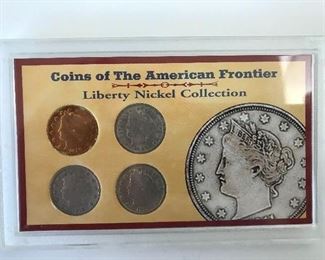 Coins of The American Frontier
Liberty Nickel Collection